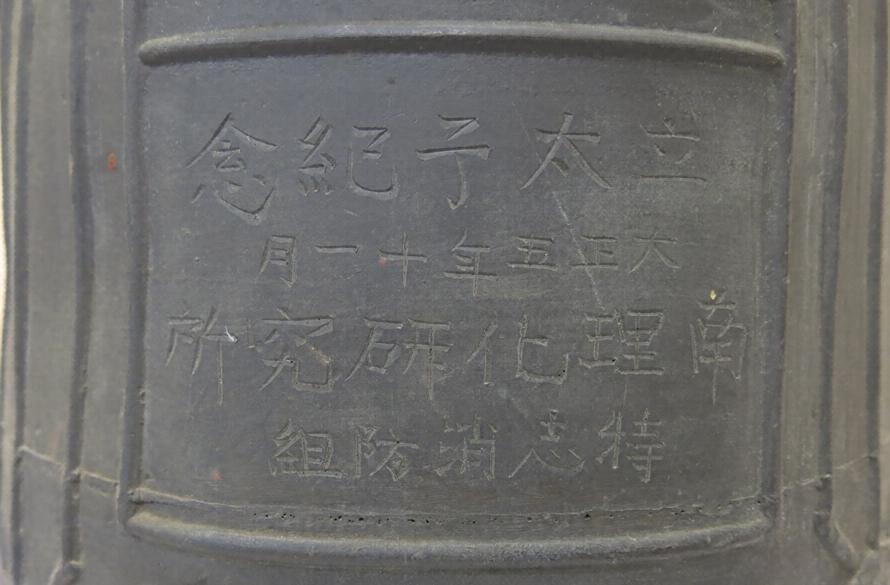 立太子紀念
大正五年十一月
南理化研究所
特志消防組